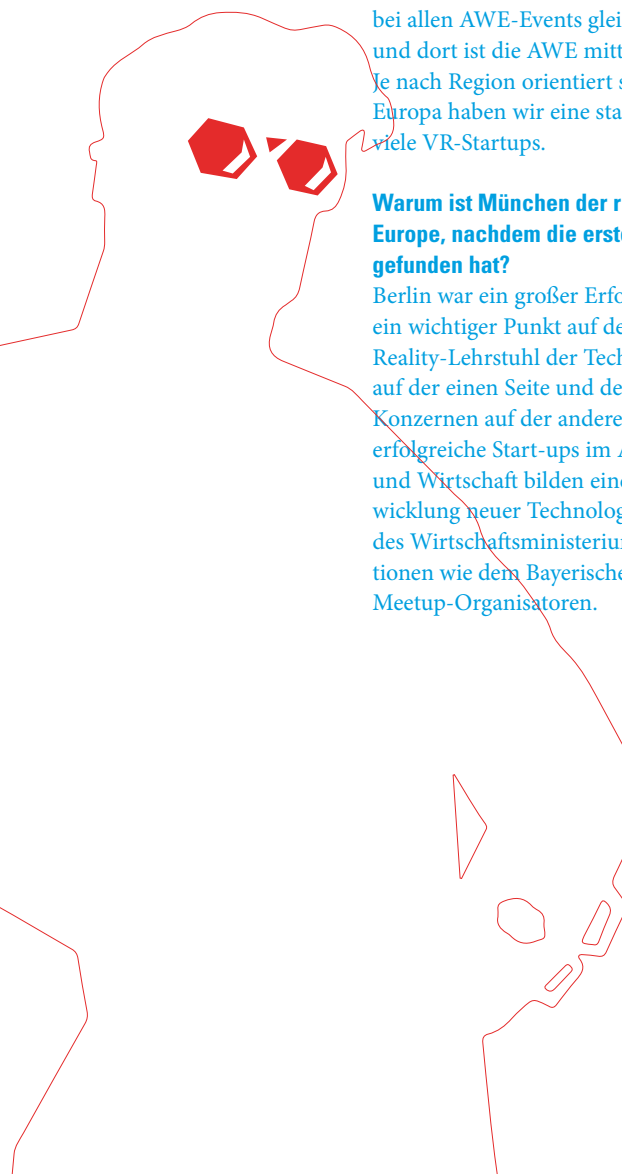 bei allen AWE-Events glei
und dort ist die AWE mitt
Je nach Region orientiert s
Europa haben wir eine sta
viele VR-Startups.
Warum ist München der r
Europe, nachdem die erste
gefunden hat?
Berlin war ein großer Erfo
ein wichtiger Punkt auf de
Reality-Lehrstuhl der Tech
auf der einen Seite und de
Konzernen auf der andere
erfolgreiche Start-ups im A
und Wirtschaft bilden eine
wicklung neuer Technolog
des Wirtschaftsministeriu
tionen wie dem Bayerische
Meetup-Organisatoren.